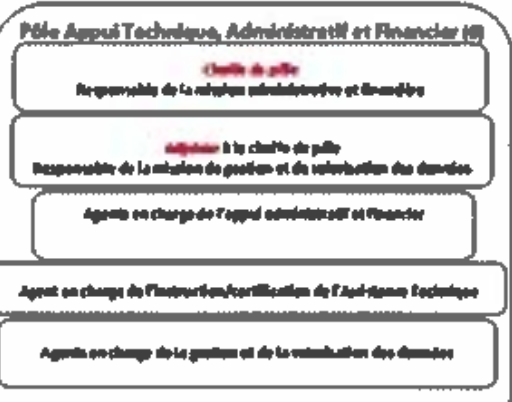 Pôle Appui Technique, Administratif et Financier
Cheffe de pôle
Responsable de la mission administrative et financière
à la cheffe de pôle
Responsable de la mission de gestion et de valorisation des données
Agents en charge de l'appui administratif et financier
Agent en charge de l'instruction/certification de l'Assistance Technique
Agents en charge de la gestion et de la valorisation des données